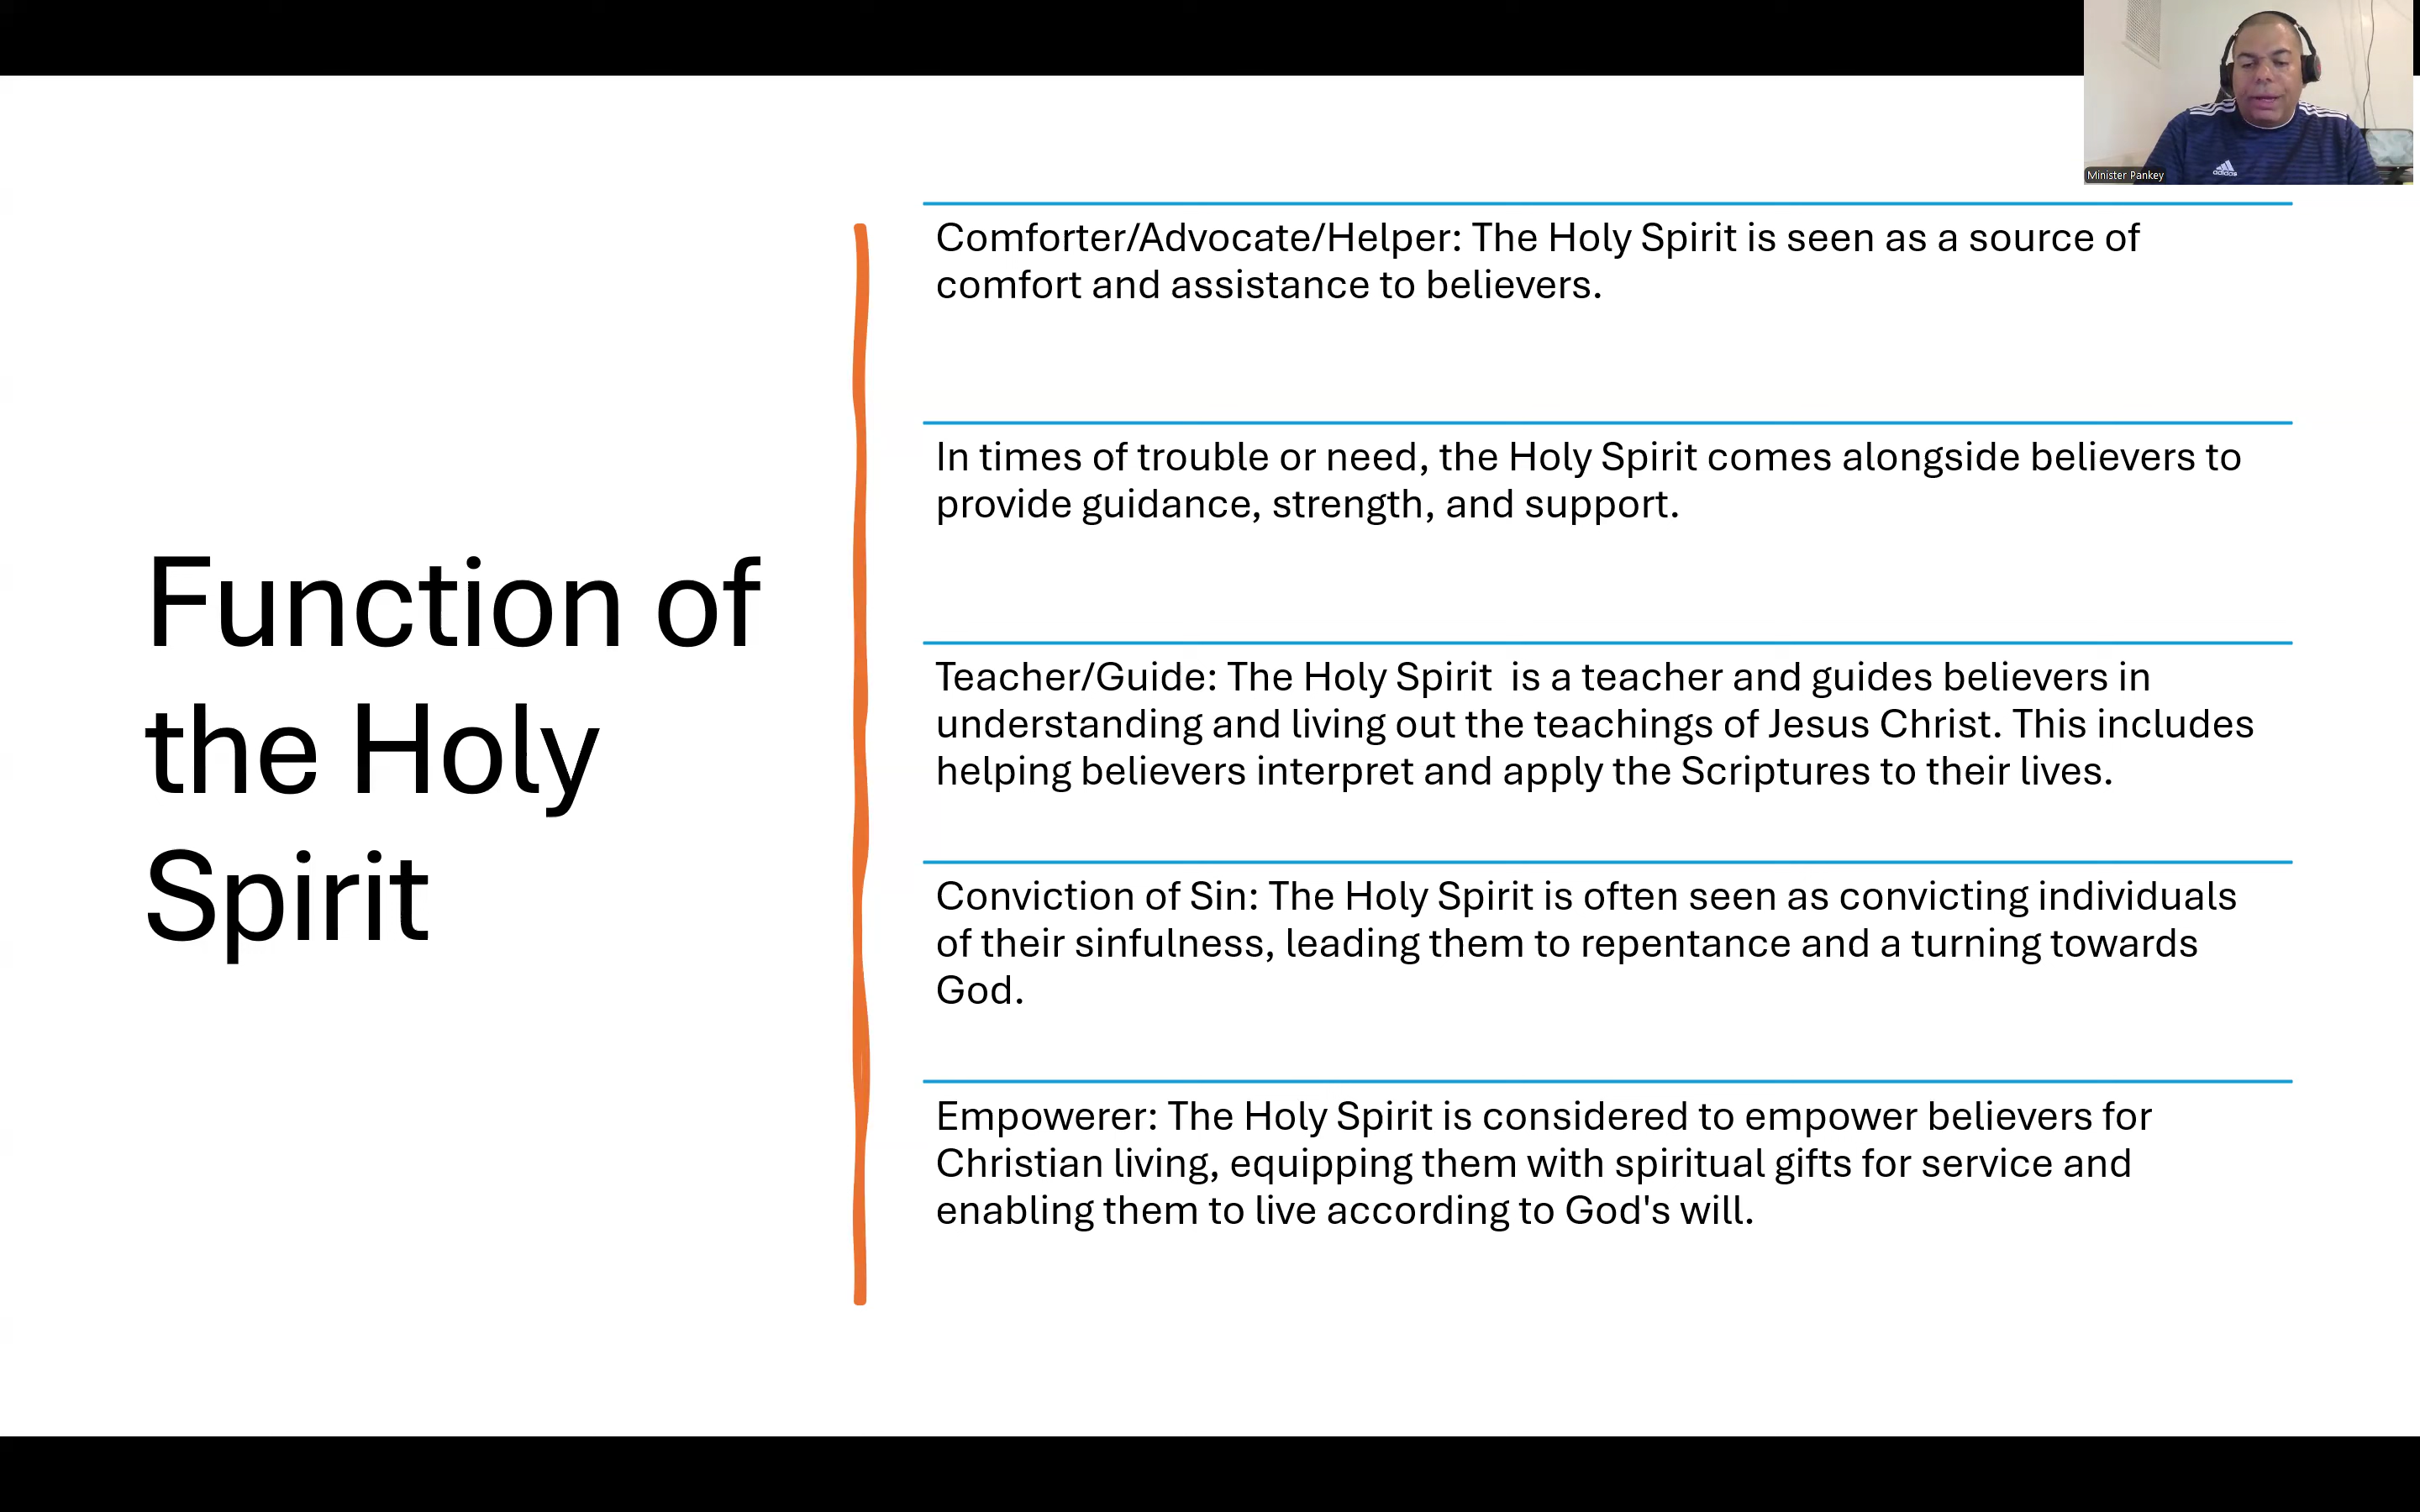 Minister Pankey
adidas
Function of
the Holy
Spirit
Comforter/Advocate/Helper: The Holy Spirit is seen as a source of
comfort and assistance to believers.
In times of trouble or need, the Holy Spirit comes alongside believers to
provide guidance, strength, and support.
Teacher/Guide: The Holy Spirit  is a teacher and guides believers in
understanding and living out the teachings of Jesus Christ. This includes
helping believers interpret and apply the Scriptures to their lives.
Conviction of Sin: The Holy Spirit is often seen as convicting individuals
of their sinfulness, leading them to repentance and a turning towards
God.
Empowerer: The Holy Spirit is considered to empower believers for
Christian living, equipping them with spiritual gifts for service and
enabling them to live according to God's will.